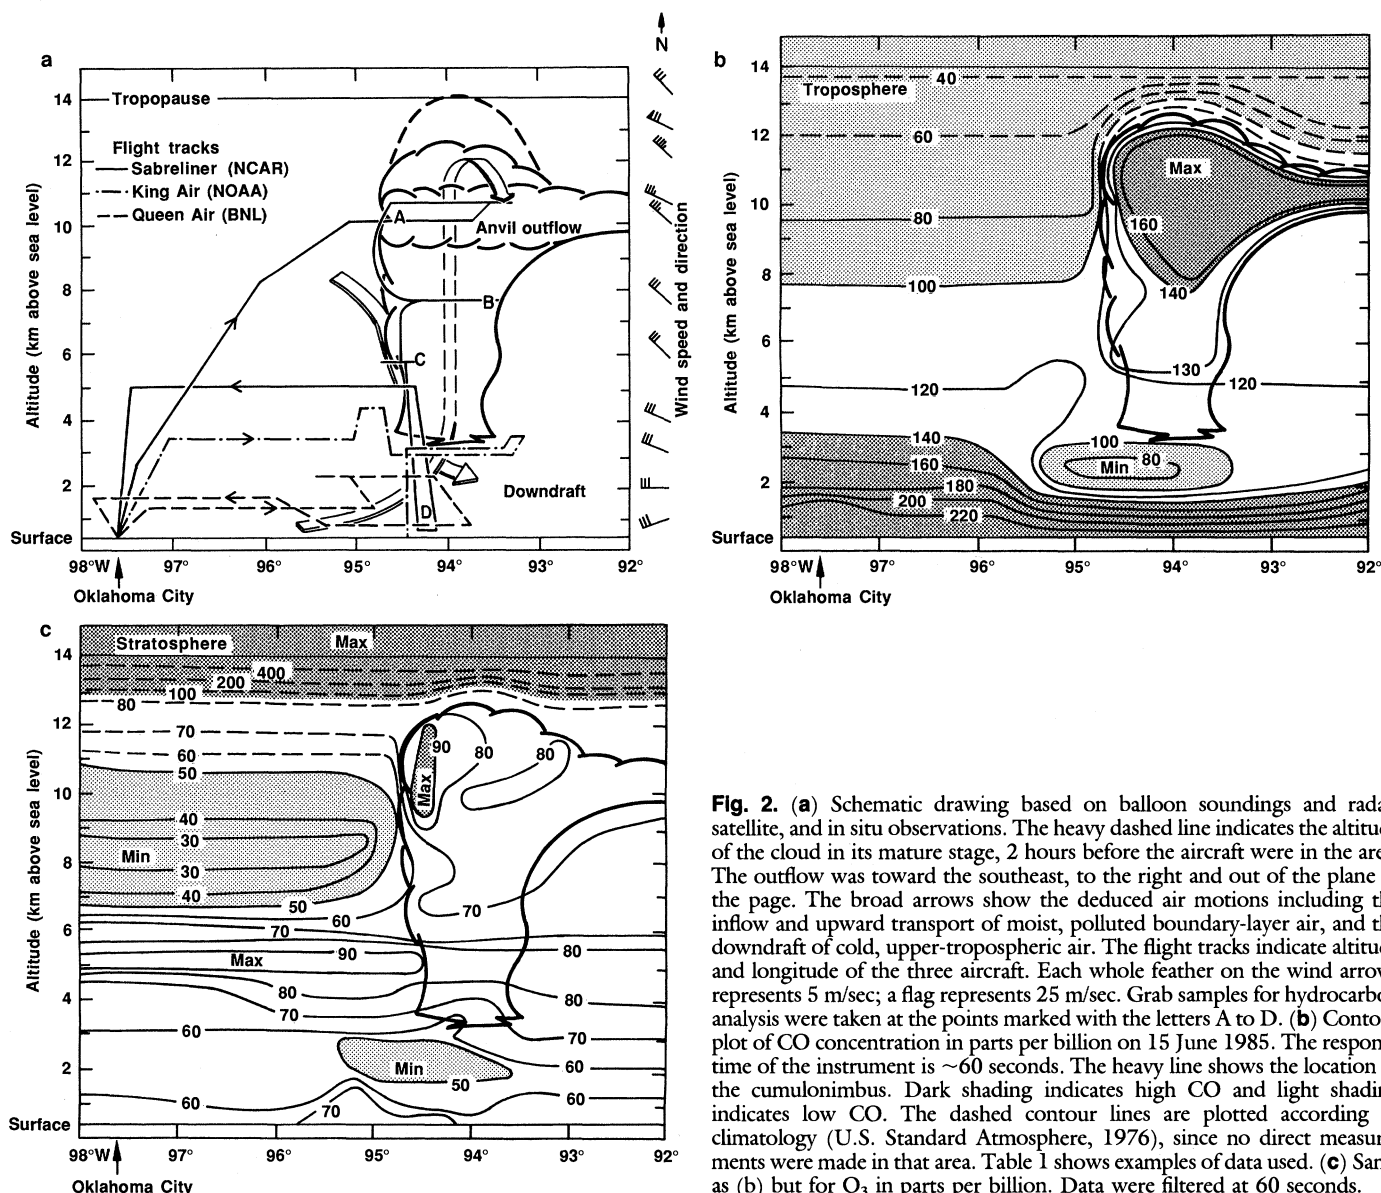 a
N
14
Tropopause
Flight tracks
Sabreliner (NCAR)
King Air (NOAA)
Queen Air (BNL)
12
10
8
6
4
2
Surface
Altitude (km above sea level)
A
Anvil outflow
B
C
D
Downdraft
Wind speed and direction
98°W
97°
96°
95°
94°
93°
92°
Oklahoma City
b
14
12
10
8
6
4
2
Surface
Altitude (km above sea level)
Troposphere
40
60
80
100
Max
160
140
130
120
120
100
80
Min
140
160
180
200
220
98°W
97°
96°
95°
94°
93°
92°
Oklahoma City
c
14
12
10
8
6
4
2
Surface
Altitude (km above sea level)
Stratosphere
Max
400
200
100
80
70
60
50
40
30
Min
30
40
50
60
70
90
Max
80
70
60
60
70
Max
90
80
80
70
80
80
70
60
60
Min
50
98°W
97°
96°
95°
94°
93°
92°
Oklahoma City
Fig. 2. (a) Schematic drawing based on balloon soundings and rada
satellite, and in situ observations. The heavy dashed line indicates the altitud
of the cloud in its mature stage, 2 hours before the aircraft were in the are
The outflow was toward the southeast, to the right and out of the plane
the page. The broad arrows show the deduced air motions including th
inflow and upward transport of moist, polluted boundary-layer air, and th
downdraft of cold, upper-tropospheric air. The flight tracks indicate altitud
and longitude of the three aircraft. Each whole feather on the wind arrow
represents 5 m/sec; a flag represents 25 m/sec. Grab samples for hydrocarbo
analysis were taken at the points marked with the letters A to D. (b) Conto
plot of CO concentration in parts per billion on 15 June 1985. The respon
time of the instrument is ~60 seconds. The heavy line shows the location
the cumulonimbus. Dark shading indicates high CO and light shadin
indicates low CO. The dashed contour lines are plotted according
climatology (U.S. Standard Atmosphere, 1976), since no direct measur
ments were made in that area. Table 1 shows examples of data used. (c) Sam
as (b) but for O₃ in parts per billion. Data were filtered at 60 seconds.